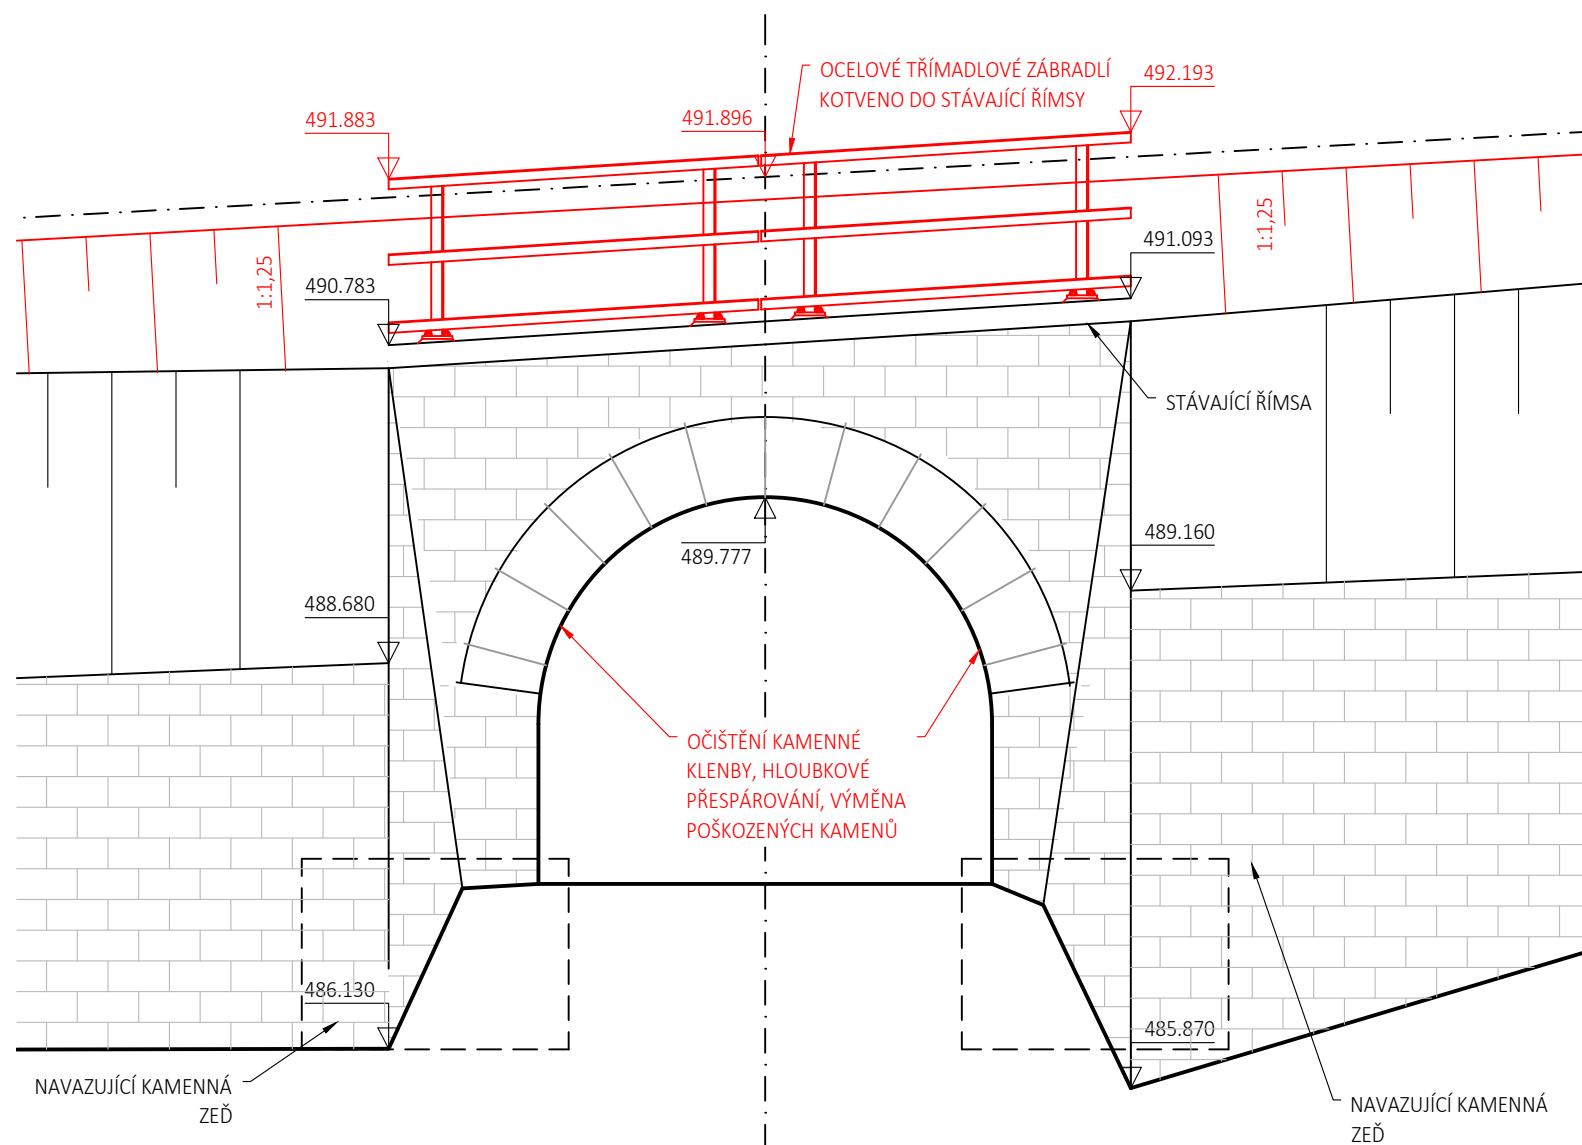 OCELOVÉ TŘÍMADLOVÉ ZÁBRADLÍ
KOTVENO DO STÁVAJÍCÍ ŘÍMSY
492.193
491.883
491.896
1:1,25
1:1,25
491.093
490.783
STÁVAJÍCÍ ŘÍMSA
489.777
489.160
488.680
OČIŠTĚNÍ KAMENNÉ
KLENBY, HLOUBKOVÉ
PŘESPÁROVÁNÍ, VÝMĚNA
POŠKOZENÝCH KAMENŮ
486.130
485.870
NAVAZUJÍCÍ KAMENNÁ
ZEĎ
NAVAZUJÍCÍ KAMENNÁ
ZEĎ